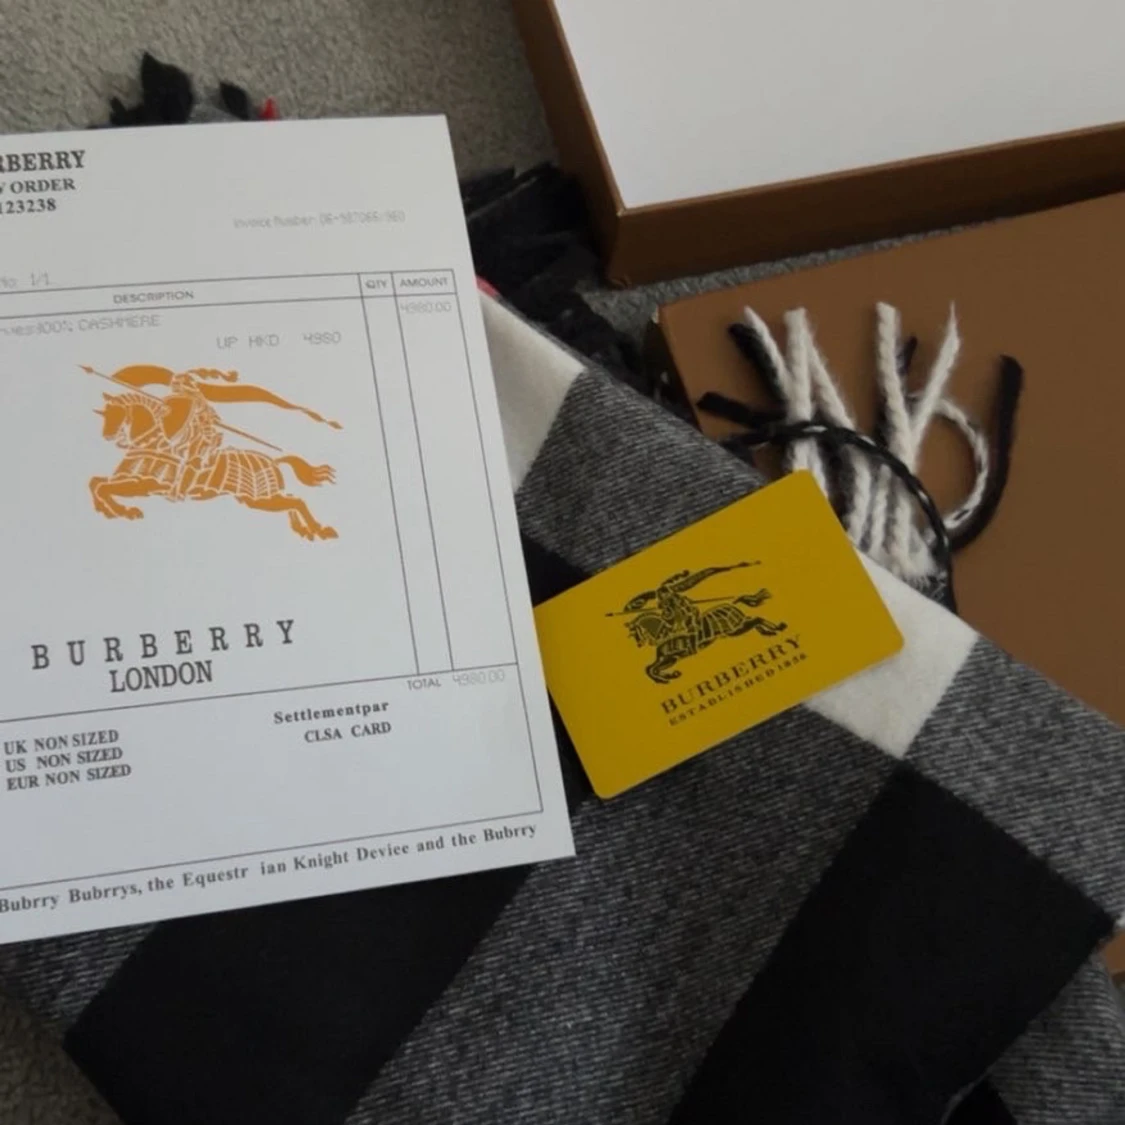 RBERRY
ORDER
123238
Invoice Number: 06-987066/960
No: 1/1
DESCRIPTION QTY AMOUNT
100% CASHMERE 4980.00
UP HKD 4980
BURBERRY
LONDON
TOTAL 4980.00
UK NON SIZED
US NON SIZED
EUR NON SIZED
Settlementpar
CLSA CARD
Bubrry Bubrrys, the Equestr ian Knight Device and the Bubrry
BURBERRY
ESTABLISHED 1856